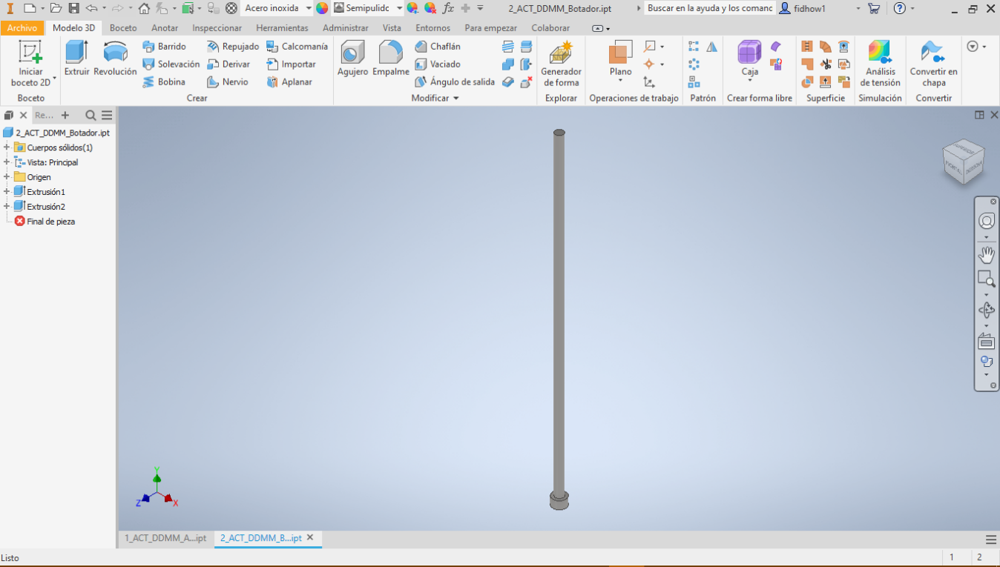 Acero inoxida
Semipulidc
fx
2_ACT_DDMM_Botador.ipt
Buscar en la ayuda y los comanc
fidhow1
Archivo
Modelo 3D
Boceto
Anotar
Inspeccionar
Herramientas
Administrar
Vista
Entornos
Para empezar
Colaborar
Iniciar
boceto 2D
Boceto
Extruir
Revolución
Barrido
Solevación
Bobina
Repujado
Derivar
Nervio
Calcomanía
Importar
Aplanar
Crear
Agujero
Empalme
Chaflán
Vaciado
Ángulo de salida
Modificar
Generador
de forma
Explorar
Plano
Operaciones de trabajo
Patrón
Caja
Crear forma libre
Superficie
Análisis
de tensión
Simulación
Convertir en
chapa
Convertir
Re...
2_ACT_DDMM_Botador.ipt
Cuerpos sólidos(1)
Vista: Principal
Origen
Extrusión1
Extrusión2
Final de pieza
Y
Z
X
1_ACT_DDMM_A...ipt
2_ACT_DDMM_B...ipt
Listo
1
2